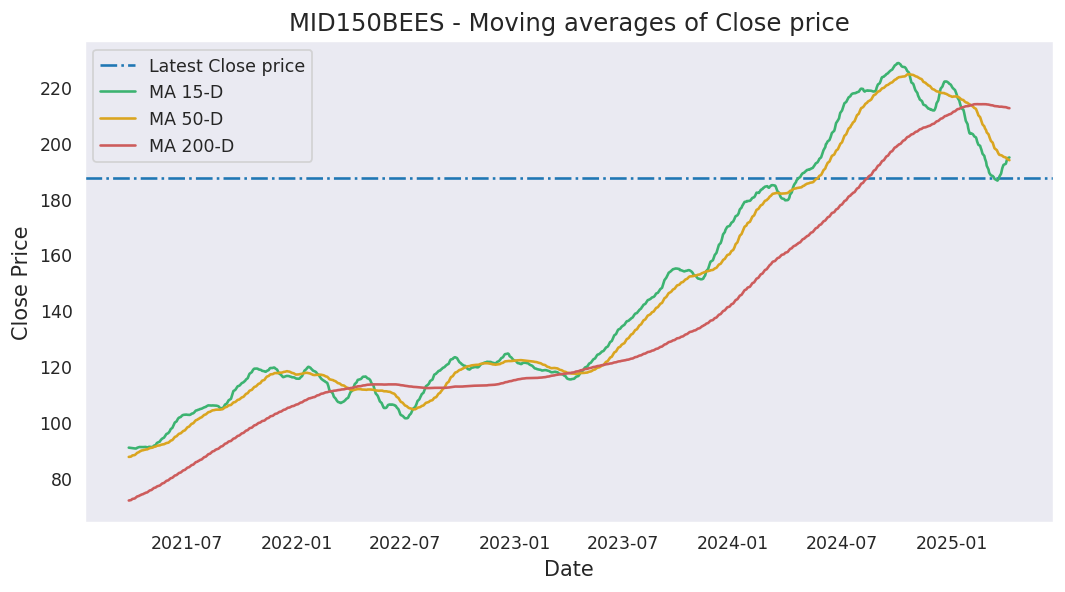 MID150BEES - Moving averages of Close price
Latest Close price
MA 15-D
MA 50-D
MA 200-D
220
200
180
160
140
120
100
80
Close Price
2021-07 2022-01 2022-07 2023-01 2023-07 2024-01 2024-07 2025-01
Date